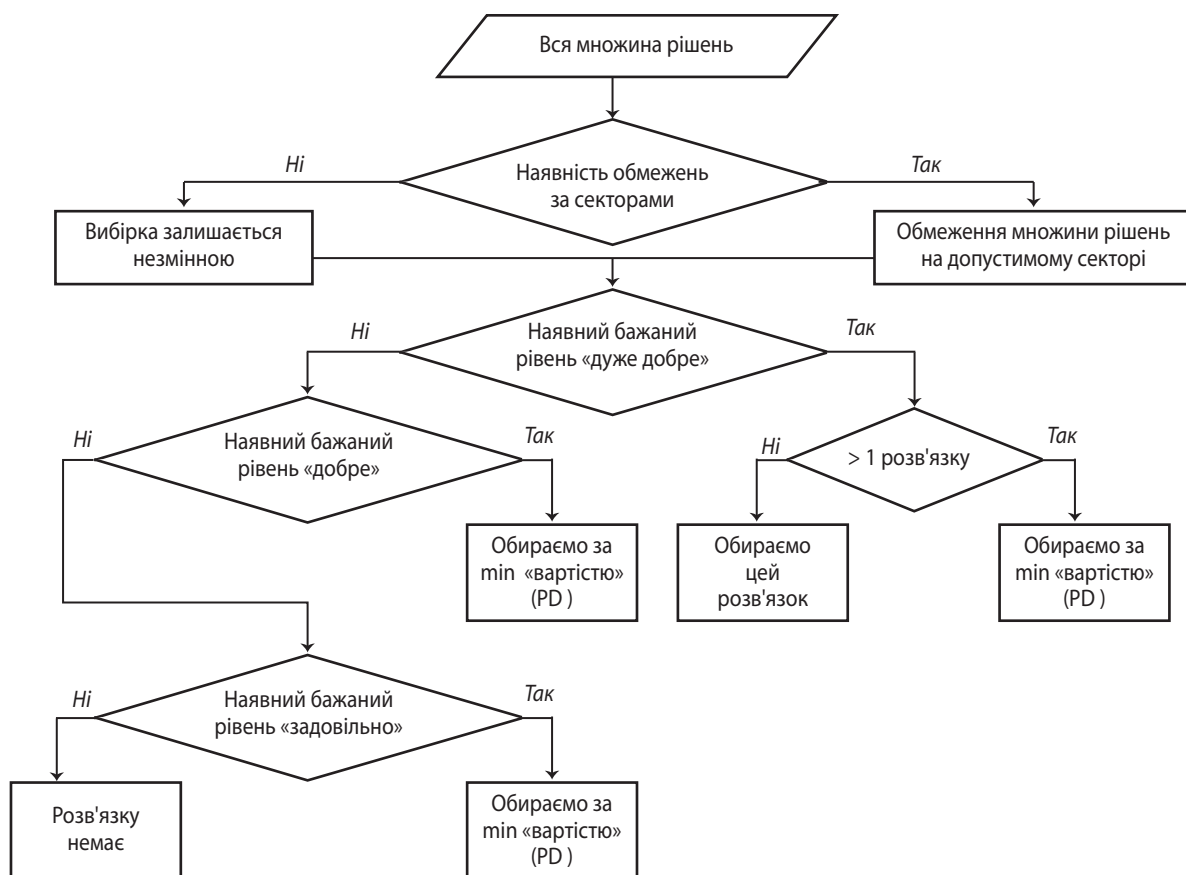 Вся множина рішень
Ні
Наявність обмежень
за секторами
Так
Вибірка залишається
незмінною
Обмеження множини рішень
на допустимому секторі
Ні
Наявний бажаний
рівень «дуже добре»
Так
Ні
Наявний бажаний
рівень «добре»
Так
Ні
> 1 розв'язку
Так
Обираємо за
min «вартістю»
(PD )
Обираємо
цей
розв'язок
Обираємо за
min «вартістю»
(PD )
Ні
Наявний бажаний
рівень «задовільно»
Так
Розв'язку
немає
Обираємо за
min «вартістю»
(PD )